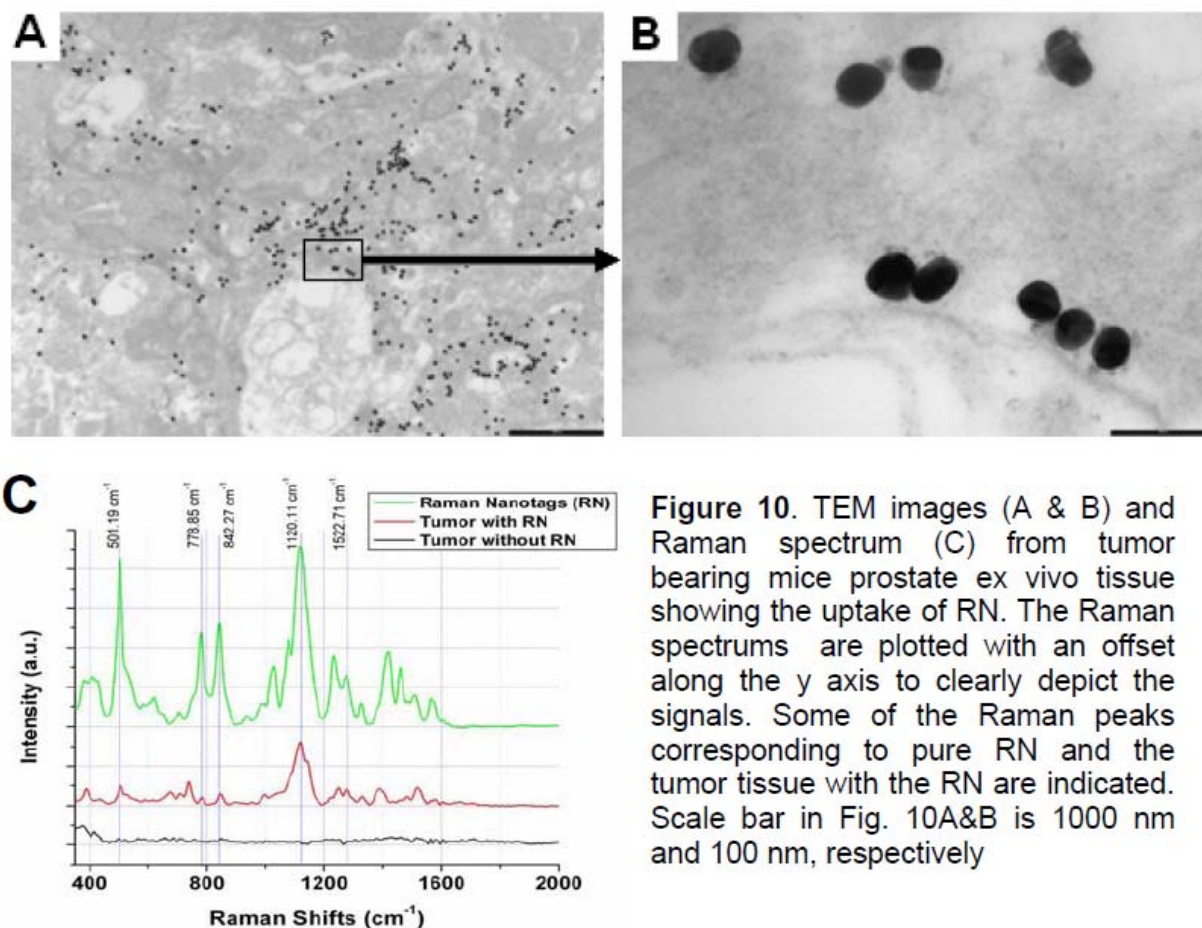 A
B
C
501.19 cm⁻¹
778.85 cm⁻¹
842.27 cm⁻¹
1120.11 cm⁻¹
1522.71 cm⁻¹
Raman Nanotags (RN)
Tumor with RN
Tumor without RN
Intensity (a.u.)
400 800 1200 1600 2000
Raman Shifts (cm⁻¹)
Figure 10. TEM images (A & B) and
Raman spectrum (C) from tumor
bearing mice prostate ex vivo tissue
showing the uptake of RN. The Raman
spectrums are plotted with an offset
along the y axis to clearly depict the
signals. Some of the Raman peaks
corresponding to pure RN and the
tumor tissue with the RN are indicated.
Scale bar in Fig. 10A&B is 1000 nm
and 100 nm, respectively